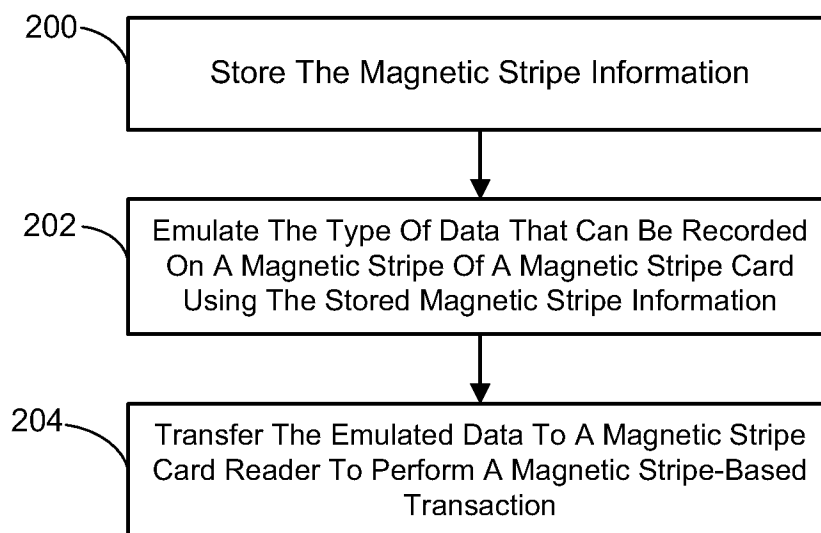 200
Store The Magnetic Stripe Information
202
Emulate The Type Of Data That Can Be Recorded
On A Magnetic Stripe Of A Magnetic Stripe Card
Using The Stored Magnetic Stripe Information
204
Transfer The Emulated Data To A Magnetic Stripe
Card Reader To Perform A Magnetic Stripe-Based
Transaction